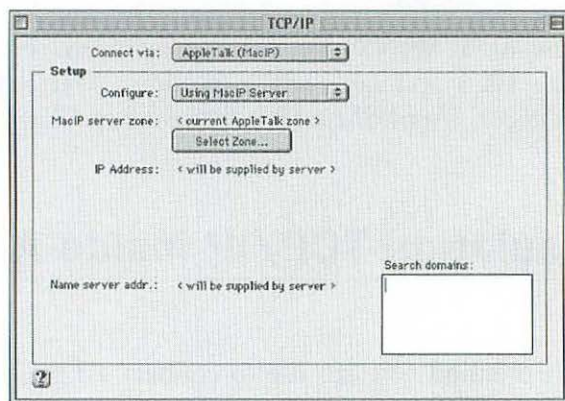 TCP/IP
Connect via: AppleTalk (MacIP)
Setup
Configure: Using MacIP Server
MacIP server zone: < current AppleTalk zone >
Select Zone...
IP Address: < will be supplied by server >
Search domains:
Name server addr.: < will be supplied by server >
?